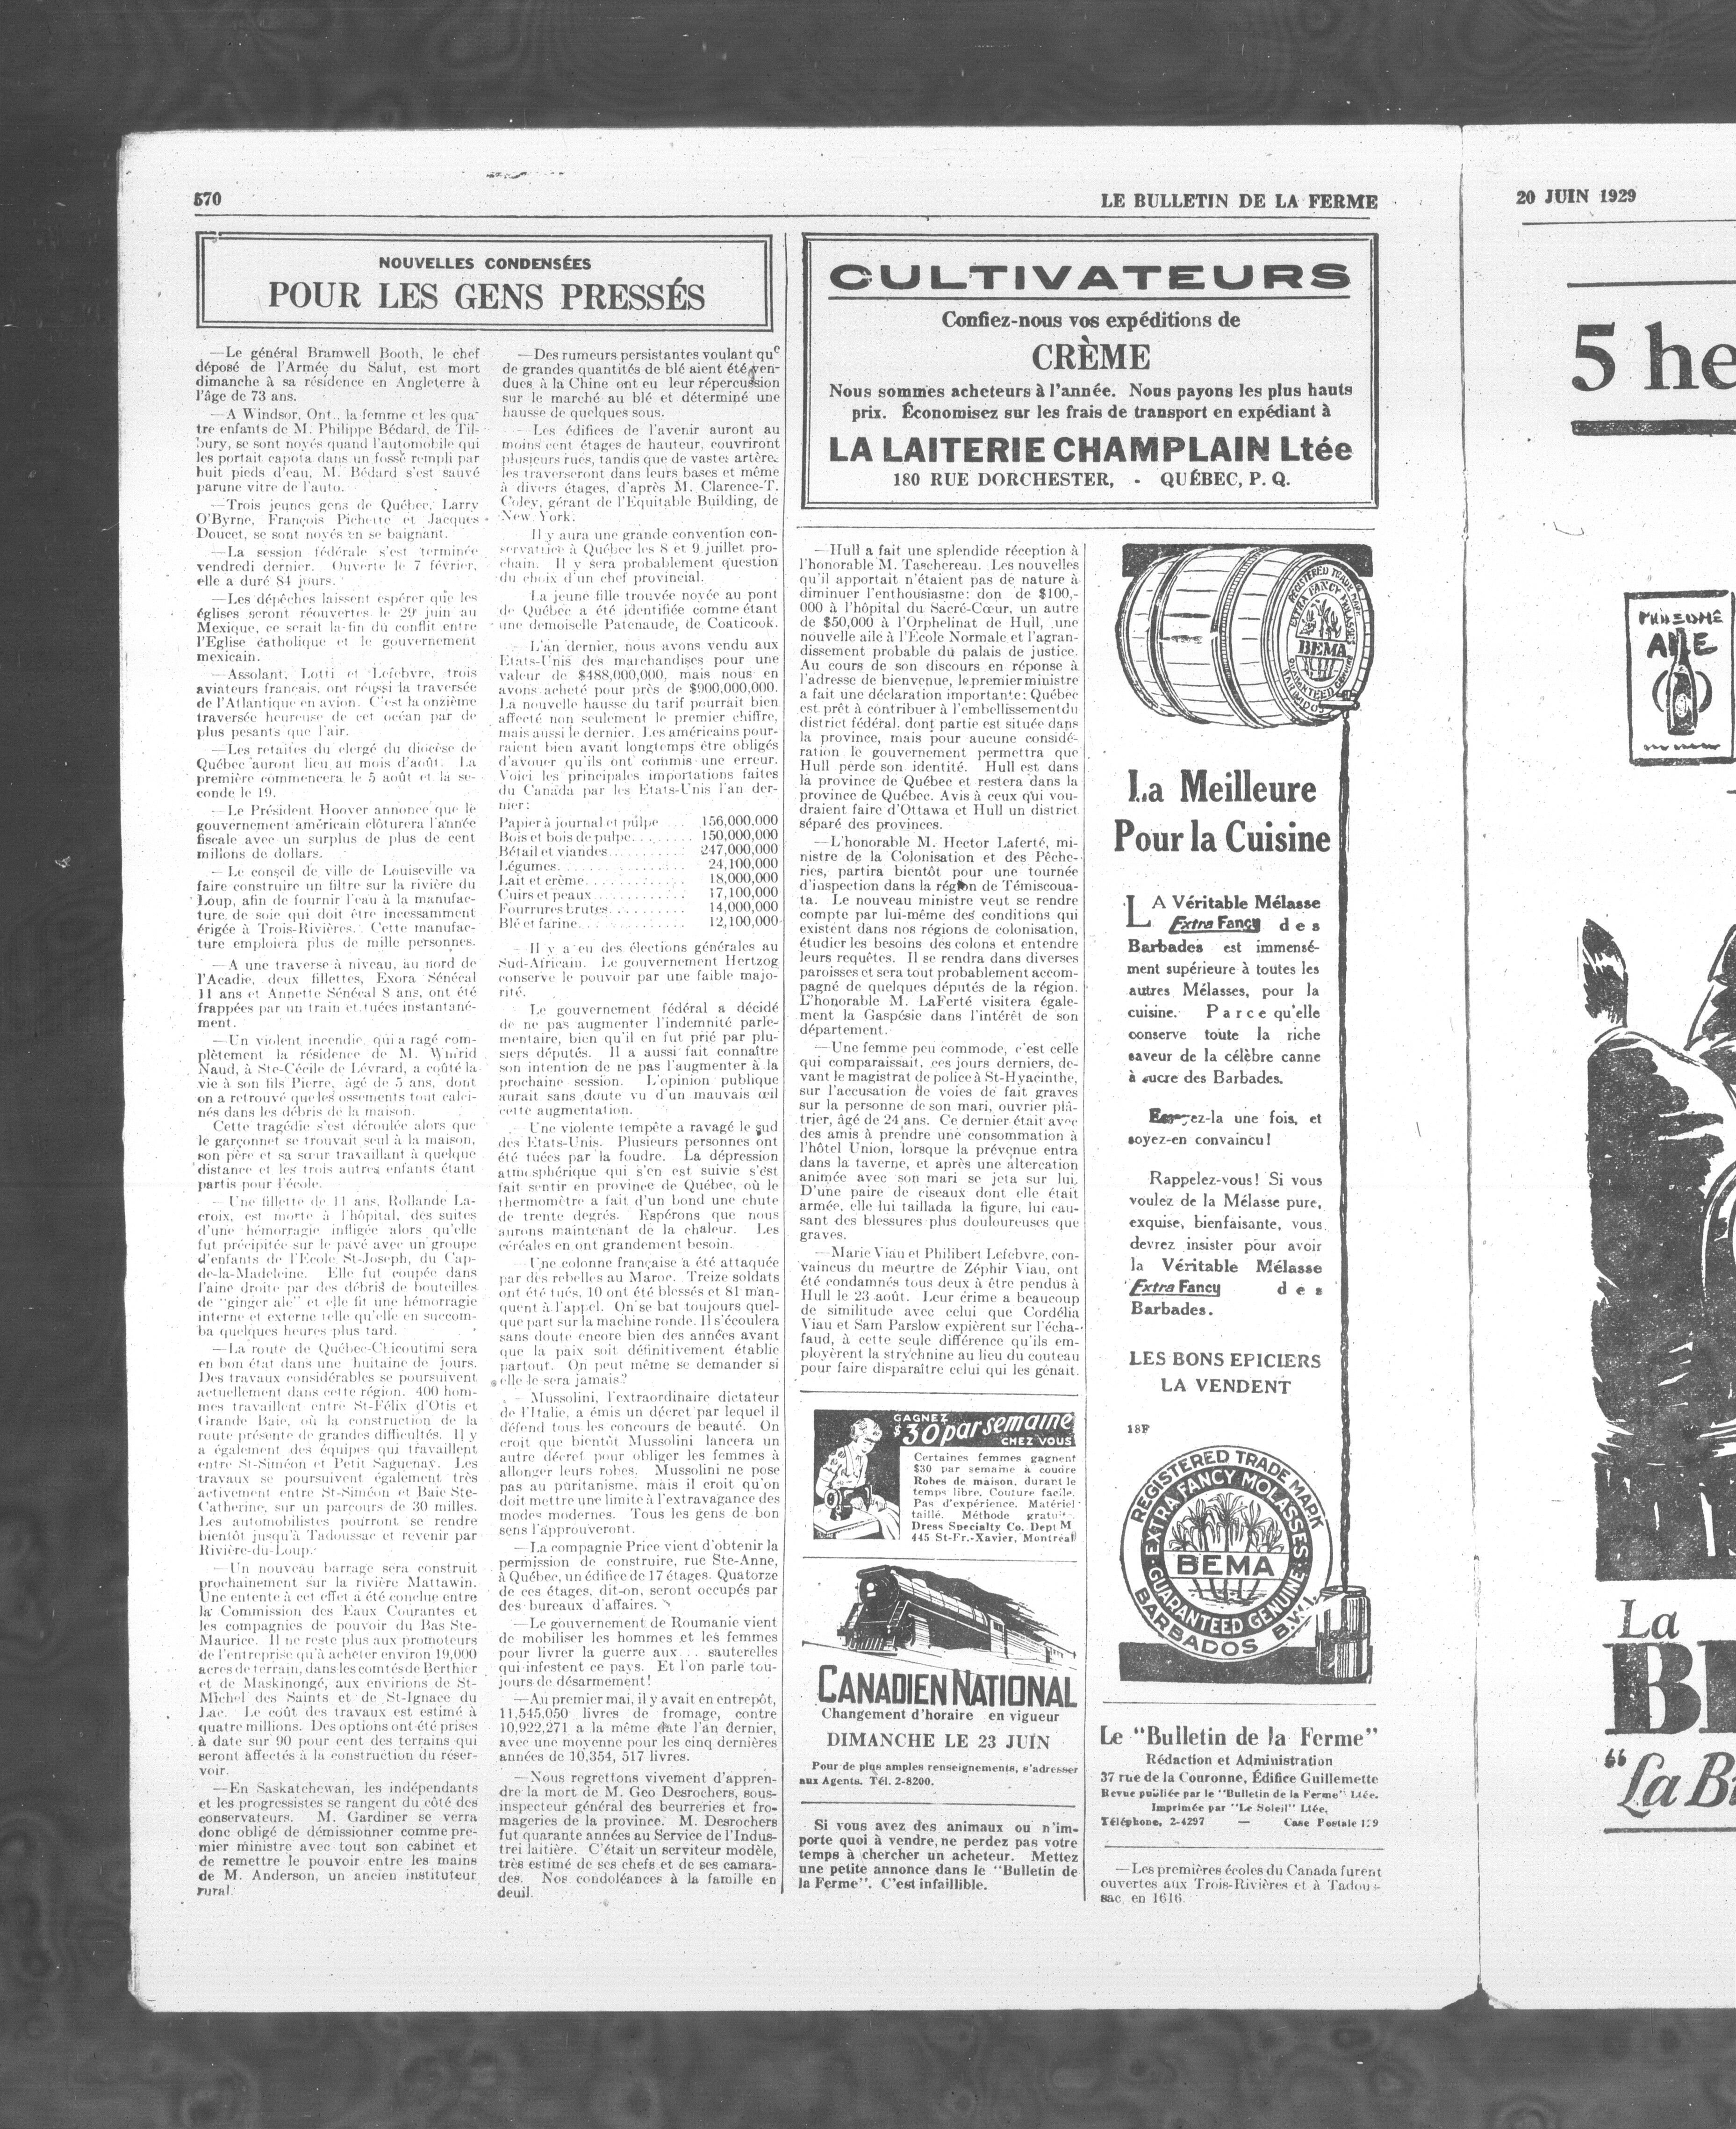 570
LE BULLETIN DE LA FERME
NOUVELLES CONDENSÉES
POUR LES GENS PRESSÉS
—Le général Bramwell Booth, le chef
déposé de l'Armée du Salut, est mort
dimanche à sa résidence en Angleterre à
l'âge de 73 ans.
—A Windsor, Ont., la femme et les qua-
tre enfants de M. Philippe Bédard, de Til-
bury, se sont noyés quand l'automobile qui
les portait capota dans un fossé rempli par
huit pieds d'eau. M. Bédard s'est sauvé
parune vitre de l'auto.
—Trois jeunes gens de Québec, Larry
O'Byrne, François Pichette et Jacques
Doucet, se sont noyés en se baignant.
—La session fédérale s'est terminée
vendredi dernier. Ouverte le 7 février,
elle a duré 84 jours.
—Les dépêches laissent espérer que les
églises seront réouvertes le 29 juin au
Mexique, ce serait la fin du conflit entre
l'Eglise catholique et le gouvernement
mexicain.
—Assolant, Lotti et Lefebvre, trois
aviateurs francais, ont réussi la traversée
de l'Atlantique en avion. C'est la onzième
traversée heureuse de cet océan par de
plus pesants que l'air.
—Les retaites du clergé du diocèse de
Québec auront lieu au mois d'août. La
première commencera le 5 août et la se-
conde le 19.
—Le Président Hoover annonce que le
gouvernement américain clôturera l'année
fiscale avec un surplus de plus de cent
millons de dollars.
—Le conseil de ville de Louiseville va
faire construire un filtre sur la rivière du
Loup, afin de fournir l'eau à la manufac-
ture de soie qui doit être incessamment
érigée à Trois-Rivières. Cette manufac-
ture emploiera plus de mille personnes.
—A une traverse à niveau, au nord de
l'Acadie, deux fillettes, Exora Sénécal
11 ans et Annette Sénécal 8 ans, ont été
frappées par un train et tuées instantané-
ment.
—Un violent incendie, qui a ragé com-
plètement la résidence de M. Winfrid
Naud, à Ste-Cécile de Lévrard, a coûté la
vie à son fils Pierre, âgé de 5 ans, dont
on a retrouvé que les ossements tout calci-
nés dans les débris de la maison.
Cette tragédie s'est déroulée alors que
le garçonnet se trouvait seul à la maison,
son père et sa sœur travaillant à quelque
distance et les trois autres enfants étant
partis pour l'école.
—Une fillette de 11 ans, Rollande La-
croix, est morte à l'hôpital, des suites
d'une hémorragie infligée alors qu'elle
fut précipitée sur le pavé avec un groupe
d'enfants de l'Ecole St-Joseph, du Cap-
de-la-Madeleine. Elle fut coupée dans
l'aine droite par des débris de bouteilles
de "ginger ale" et elle fit une hémorragie
interne et externe telle qu'elle en succom-
ba quelques heures plus tard.
—La route de Québec-Chicoutimi sera
en bon état dans une huitaine de jours.
Des travaux considérables se poursuivent
actuellement dans cette région. 400 hom-
mes travaillent entre St-Félix d'Otis et
Grande Baie, où la construction de la
route présente de grandes difficultés. Il y
a également des équipes qui travaillent
entre St-Siméon et Petit Saguenay. Les
travaux se poursuivent également très
activement entre St-Siméon et Baie Ste-
Catherine, sur un parcours de 30 milles.
Les automobilistes pourront se rendre
bientôt jusqu'à Tadoussac et revenir par
Rivière-du-Loup.
—Un nouveau barrage sera construit
prochainement sur la rivière Mattawin.
Une entente à cet effet a été conclue entre
la Commission des Eaux Courantes et
les compagnies de pouvoir du Bas Ste-
Maurice. Il ne reste plus aux promoteurs
de l'entreprise qu'à acheter environ 19,000
acres de terrain, dans les comtés de Berthier
et de Maskinongé, aux environs de St-
Michel des Saints et de St-Ignace du
Lac. Le coût des travaux est estimé à
quatre millions. Des options ont été prises
à date sur 90 pour cent des terrains qui
seront affectés à la construction du réser-
voir.
—En Saskatchewan, les indépendants
et les progressistes se rangent du côté des
conservateurs. M. Gardiner se verra
donc obligé de démissionner comme pre-
mier ministre avec tout son cabinet et
de remettre le pouvoir entre les mains
de M. Anderson, un ancien instituteur
rural.
—Des rumeurs persistantes voulant que
de grandes quantités de blé aient été ven-
dues à la Chine ont eu leur répercussion
sur le marché au blé et déterminé une
hausse de quelques sous.
Les édifices de l'avenir auront au
moins cent étages de hauteur, couvriront
plusieurs rues, tandis que de vastes artères
les traverseront dans leurs bases et même
à divers étages, d'après M. Clarence-T.
Coley, gérant de l'Equitable Building, de
New York.
Il y aura une grande convention con-
servatrice à Québec les 8 et 9 juillet pro-
chain. Il y sera probablement question
du choix d'un chef provincial.
La jeune fille trouvée noyée au pont
de Québec a été identifiée comme étant
une demoiselle Patenaude, de Coaticook.
L'an dernier, nous avons vendu aux
Etats-Unis des marchandises pour une
valeur de $488,000,000, mais nous en
avons acheté pour près de $900,000,000.
La nouvelle hausse du tarif pourrait bien
affecté non seulement le premier chiffre,
mais aussi le dernier. Les américains pour-
raient bien avant longtemps être obligés
d'avouer qu'ils ont commis une erreur.
Voici les principales importations faites
du Canada par les Etats-Unis l'an der-
nier:
Papier à journal et pulpe .... 156,000,000
Bois et bois de pulpe....... 150,000,000
Bétail et viandes........... 247,000,000
Légumes................ 24,100,000
Lait et crème............. 18,000,000
Cuirs et peaux............ 17,100,000
Fourrures brutes.......... 14,000,000
Blé et farine.............. 12,100,000
—Il y a eu des élections générales au
Sud-Africain. Le gouvernement Hertzog
conserve le pouvoir par une faible majo-
rité.
Le gouvernement fédéral a décidé
de ne pas augmenter l'indemnité parle-
mentaire, bien qu'il en fut prié par plu-
siers députés. Il a aussi fait connaître
son intention de ne pas l'augmenter à la
prochaine session. L'opinion publique
aurait sans doute vu d'un mauvais œil
cette augmentation.
Une violente tempête a ravagé le sud
des Etats-Unis. Plusieurs personnes ont
été tuées par la foudre. La dépression
atmosphérique qui s'en est suivie s'est
fait sentir en province de Québec, où le
thermomètre a fait d'un bond une chute
de trente degrés. Espérons que nous
aurons maintenant de la chaleur. Les
céréales en ont grandement besoin.
—Une colonne française a été attaquée
par des rebelles au Maroc. Treize soldats
ont été tués, 10 ont été blessés et 81 man-
quent à l'appel. On se bat toujours quel-
que part sur la machine ronde. Il s'écoulera
sans doute encore bien des années avant
que la paix soit définitivement établie
partout. On peut même se demander si
elle le sera jamais?
—Mussolini, l'extraordinaire dictateur
de l'Italie, a émis un décret par lequel il
défend tous les concours de beauté. On
croit que bientôt Mussolini lancera un
autre décret pour obliger les femmes à
allonger leurs robes. Mussolini ne pose
pas au puritanisme, mais il croit qu'on
doit mettre une limite à l'extravagance des
modes modernes. Tous les gens de bon
sens l'approuveront.
—La compagnie Price vient d'obtenir la
permission de construire, rue Ste-Anne,
à Québec, un édifice de 17 étages. Quatorze
de ces étages, dit-on, seront occupés par
des bureaux d'affaires.
—Le gouvernement de Roumanie vient
de mobiliser les hommes et les femmes
pour livrer la guerre aux... sauterelles
qui infestent ce pays. Et l'on parle tou-
jours de désarmement!
—Au premier mai, il y avait en entrepôt,
11,545,050 livres de fromage, contre
10,922,271 a la même date l'an dernier,
avec une moyenne pour les cinq dernières
années de 10,354, 517 livres.
—Nous regrettons vivement d'appren-
dre la mort de M. Geo Desrochers, sous-
inspecteur général des beurreries et fro-
mageries de la province. M. Desrochers
fut quarante années au Service de l'Indus-
trei laitière. C'était un serviteur modèle,
très estimé de ses chefs et de ses camara-
des. Nos condoléances à la famille en
deuil.
CULTIVATEURS
Confiez-nous vos expéditions de
CRÈME
Nous sommes acheteurs à l'année. Nous payons les plus hauts
prix. Économisez sur les frais de transport en expédiant à
LA LAITERIE CHAMPLAIN Ltée
180 RUE DORCHESTER, - QUÉBEC, P. Q.
—Hull a fait une splendide réception à
l'honorable M. Taschereau. Les nouvelles
qu'il apportait n'étaient pas de nature à
diminuer l'enthousiasme: don de $100,-
000 à l'hôpital du Sacré-Cœur, un autre
de $50,000 à l'Orphelinat de Hull, une
nouvelle aile à l'Ecole Normale et l'agran-
dissement probable du palais de justice.
Au cours de son discours en réponse à
l'adresse de bienvenue, le premier ministre
a fait une déclaration importante: Québec
est prêt à contribuer à l'embellissement du
district fédéral, dont partie est située dans
la province, mais pour aucune considé-
ration le gouvernement permettra que
Hull perde son identité. Hull est dans
la province de Québec et restera dans la
province de Québec. Avis à ceux qui vou-
draient faire d'Ottawa et Hull un district
séparé des provinces.
—L'honorable M. Hector Laferté, mi-
nistre de la Colonisation et des Pêche-
ries, partira bientôt pour une tournée
d'inspection dans la région de Témiscoua-
ta. Le nouveau ministre veut se rendre
compte par lui-même des conditions qui
existent dans nos régions de colonisation,
étudier les besoins des colons et entendre
leurs requêtes. Il se rendra dans diverses
paroisses et sera tout probablement accom-
pagné de quelques députés de la région.
L'honorable M. LaFerté visitera égale-
ment la Gaspésie dans l'intérêt de son
département.
—Une femme peu commode, c'est celle
qui comparaissait, ces jours derniers, de-
vant le magistrat de police à St-Hyacinthe,
sur l'accusation de voies de fait graves
sur la personne de son mari, ouvrier plâ-
trier, âgé de 24 ans. Ce dernier était avec
des amis à prendre une consommation à
l'hôtel Union, lorsque la prévenue entra
dans la taverne, et après une altercation
animée avec son mari se jeta sur lui.
D'une paire de ciseaux dont elle était
armée, elle lui taillada la figure, lui cau-
sant des blessures plus douloureuses que
graves.
—Marie Viau et Philibert Lefebvre, con-
vaincus du meurtre de Zéphir Viau, ont
été condamnés tous deux à être pendus à
Hull le 23 août. Leur crime a beaucoup
de similitude avec celui que Cordélia
Viau et Sam Parslow expièrent sur l'écha-
faud, à cette seule différence qu'ils em-
ployèrent la strychnine au lieu du couteau
pour faire disparaître celui qui les gênait.
GAGNEZ
$30 par semaine
CHEZ VOUS
Certaines femmes gagnent
$30 par semaine à coudre
Robes de maison, durant le
temps libre. Couture facile.
Pas d'expérience. Matériel
taillé. Méthode gratuite.
Dress Specialty Co. Dept M
445 St-Fr.-Xavier, Montréal
CANADIEN NATIONAL
Changement d'horaire en vigueur
DIMANCHE LE 23 JUIN
Pour de plus amples renseignements, s'adresser
aux Agents. Tél. 2-8200.
Si vous avez des animaux ou n'im-
porte quoi à vendre, ne perdez pas votre
temps à chercher un acheteur. Mettez
une petite annonce dans le "Bulletin de
la Ferme". C'est infaillible.
REGISTERED TRADE MARK
EXTRA FANCY
BEMA
GUARANTEED GENUINE
BARBADOS
La Meilleure
Pour la Cuisine
LA Véritable Mélasse
Extra Fancy des
Barbades est immensé-
ment supérieure à toutes les
autres Mélasses, pour la
cuisine. Parce qu'elle
conserve toute la riche
saveur de la célèbre canne
à sucre des Barbades.
Essayez-la une fois, et
soyez-en convaincu!
Rappelez-vous! Si vous
voulez de la Mélasse pure,
exquise, bienfaisante, vous
devrez insister pour avoir
la Véritable Mélasse
Extra Fancy des
Barbades.
LES BONS EPICIERS
LA VENDENT
18F
REGISTERED TRADE MARK
EXTRA FANCY MOLASSES
BEMA
GUARANTEED GENUINE
BARBADOS B.W.I.
Le "Bulletin de la Ferme"
Rédaction et Administration
37 rue de la Couronne, Édifice Guillemette
Revue publiée par le "Bulletin de la Ferme" Ltée.
Imprimée par "Le Soleil" Ltée,
Téléphone, 2-4297 — Case Postale 129
—Les premières écoles du Canada furent
ouvertes aux Trois-Rivières et à Tadous-
sac, en 1616.
20 JUIN 1929
5 he
La
"La B